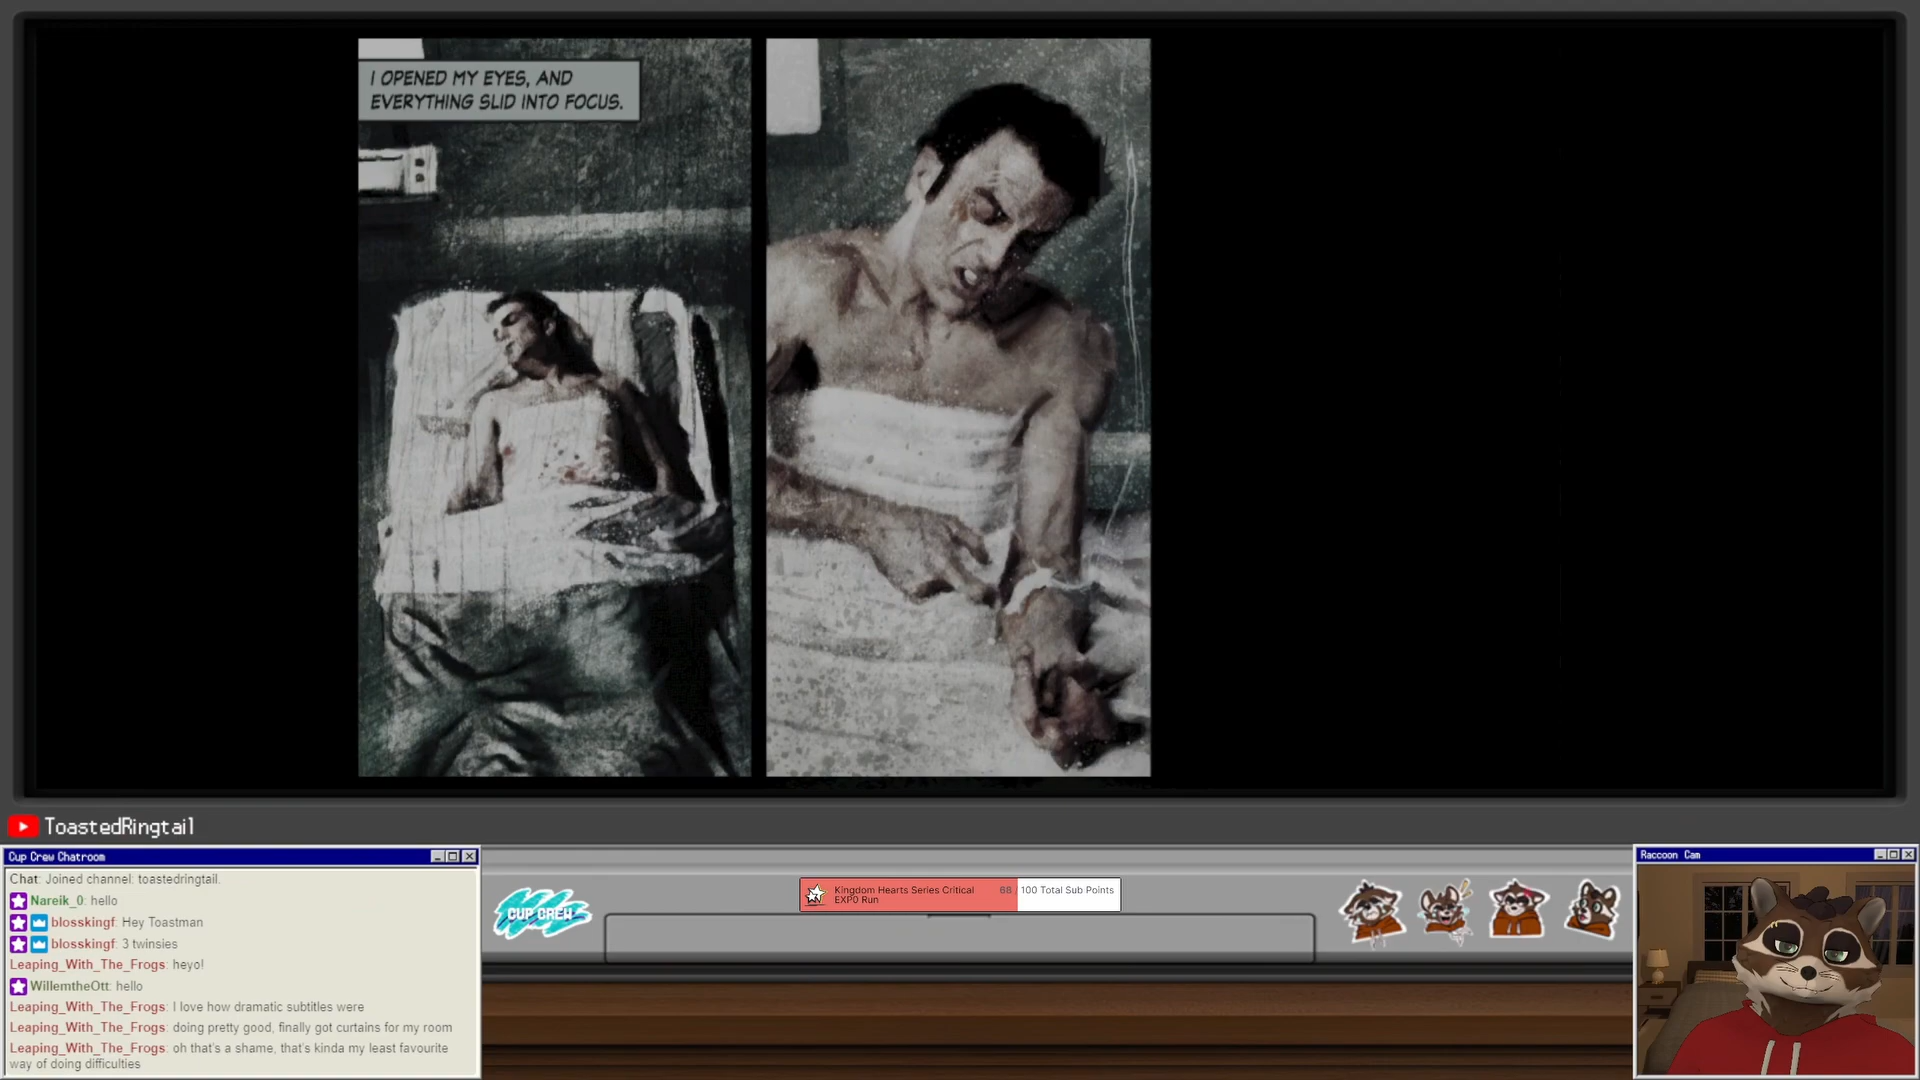 I OPENED MY EYES, AND
EVERYTHING SLID INTO FOCUS.
ToastedRingtail
Cup Crew Chatroom
Chat: Joined channel: toastedringtail.
Nareik_0: hello
blosskingf: Hey Toastman
blosskingf: 3 twinsies
Leaping_With_The_Frogs: heyo!
WillemtheOtt: hello
Leaping_With_The_Frogs: I love how dramatic subtitles were
Leaping_With_The_Frogs: doing pretty good, finally got curtains for my room
Leaping_With_The_Frogs: oh that's a shame, that's kinda my least favourite
way of doing difficulties
CUP CREW
Kingdom Hearts Series Critical
EXP0 Run
68 / 100 Total Sub Points
Raccoon Cam